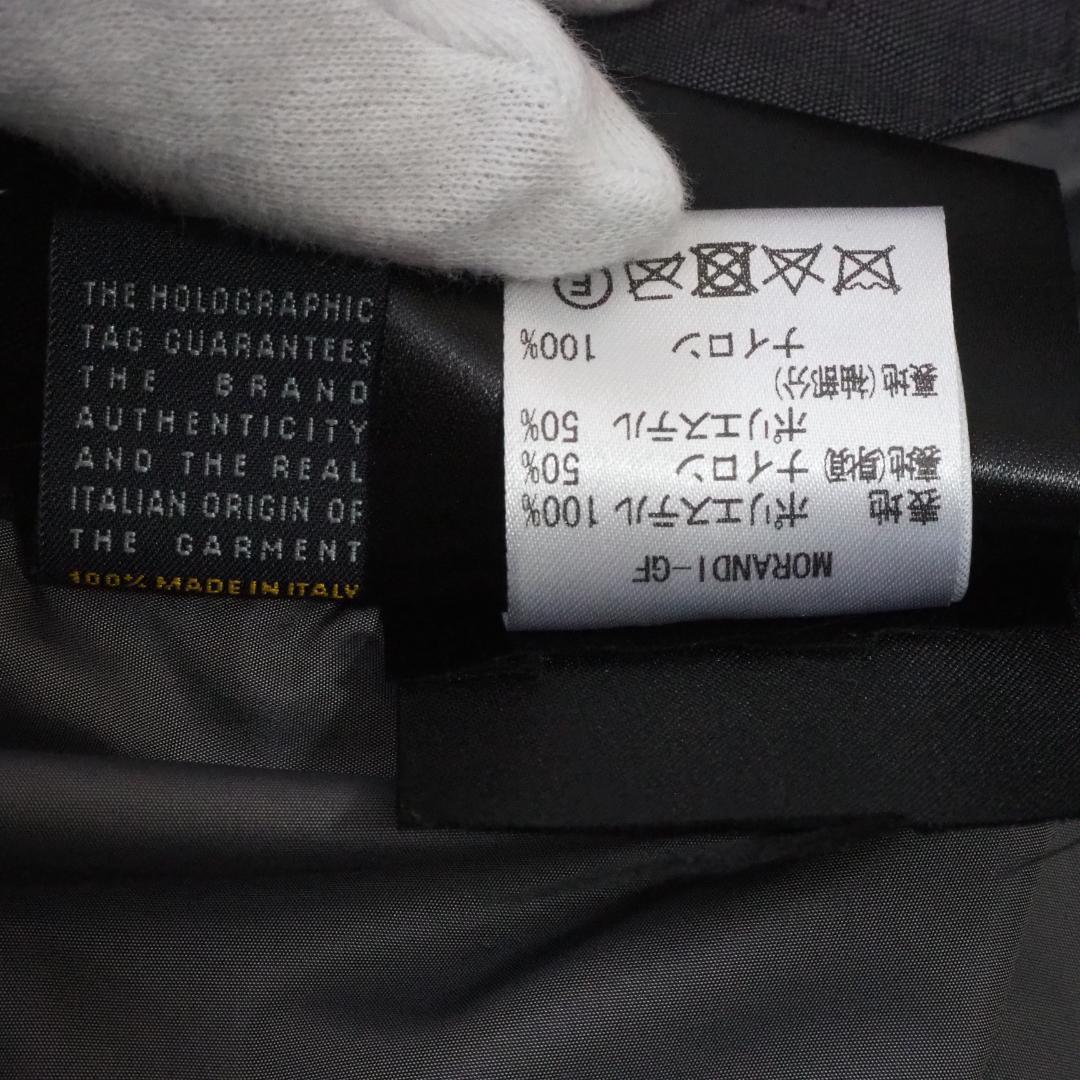 THE HOLOGRAPHIC
TAG GUARANTEES
THE BRAND
AUTHENTICITY
AND THE REAL
ITALIAN ORIGIN OF
THE GARMENT
100% MADE IN ITALY
MORANDI-GF
表地 ポリエステル 100%
裏地(身頃) ナイロン 50%
ポリエステル 50%
裏地(袖部分)
ナイロン 100%
F